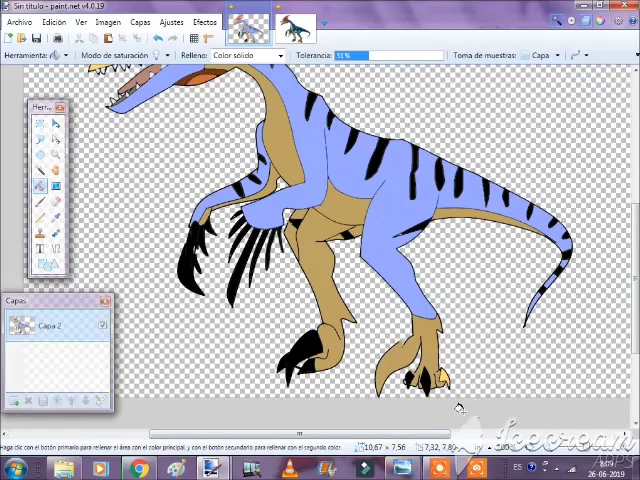 Sin título - paint.net v4.0.19
Archivo Edición Ver Imagen Capas Ajustes Efectos
Herramienta: Modo de saturación Relleno: Color sólido Tolerancia: 31% Toma de muestras: Capa
Herr...
Capas
Capa 2
Haga clic con el botón primario para rellenar el área con el color principal, y con el botón secundario para rellenar con el segundo color
10,67 × 7,56
Icecream
APPS
ES
8:09
26-06-2019